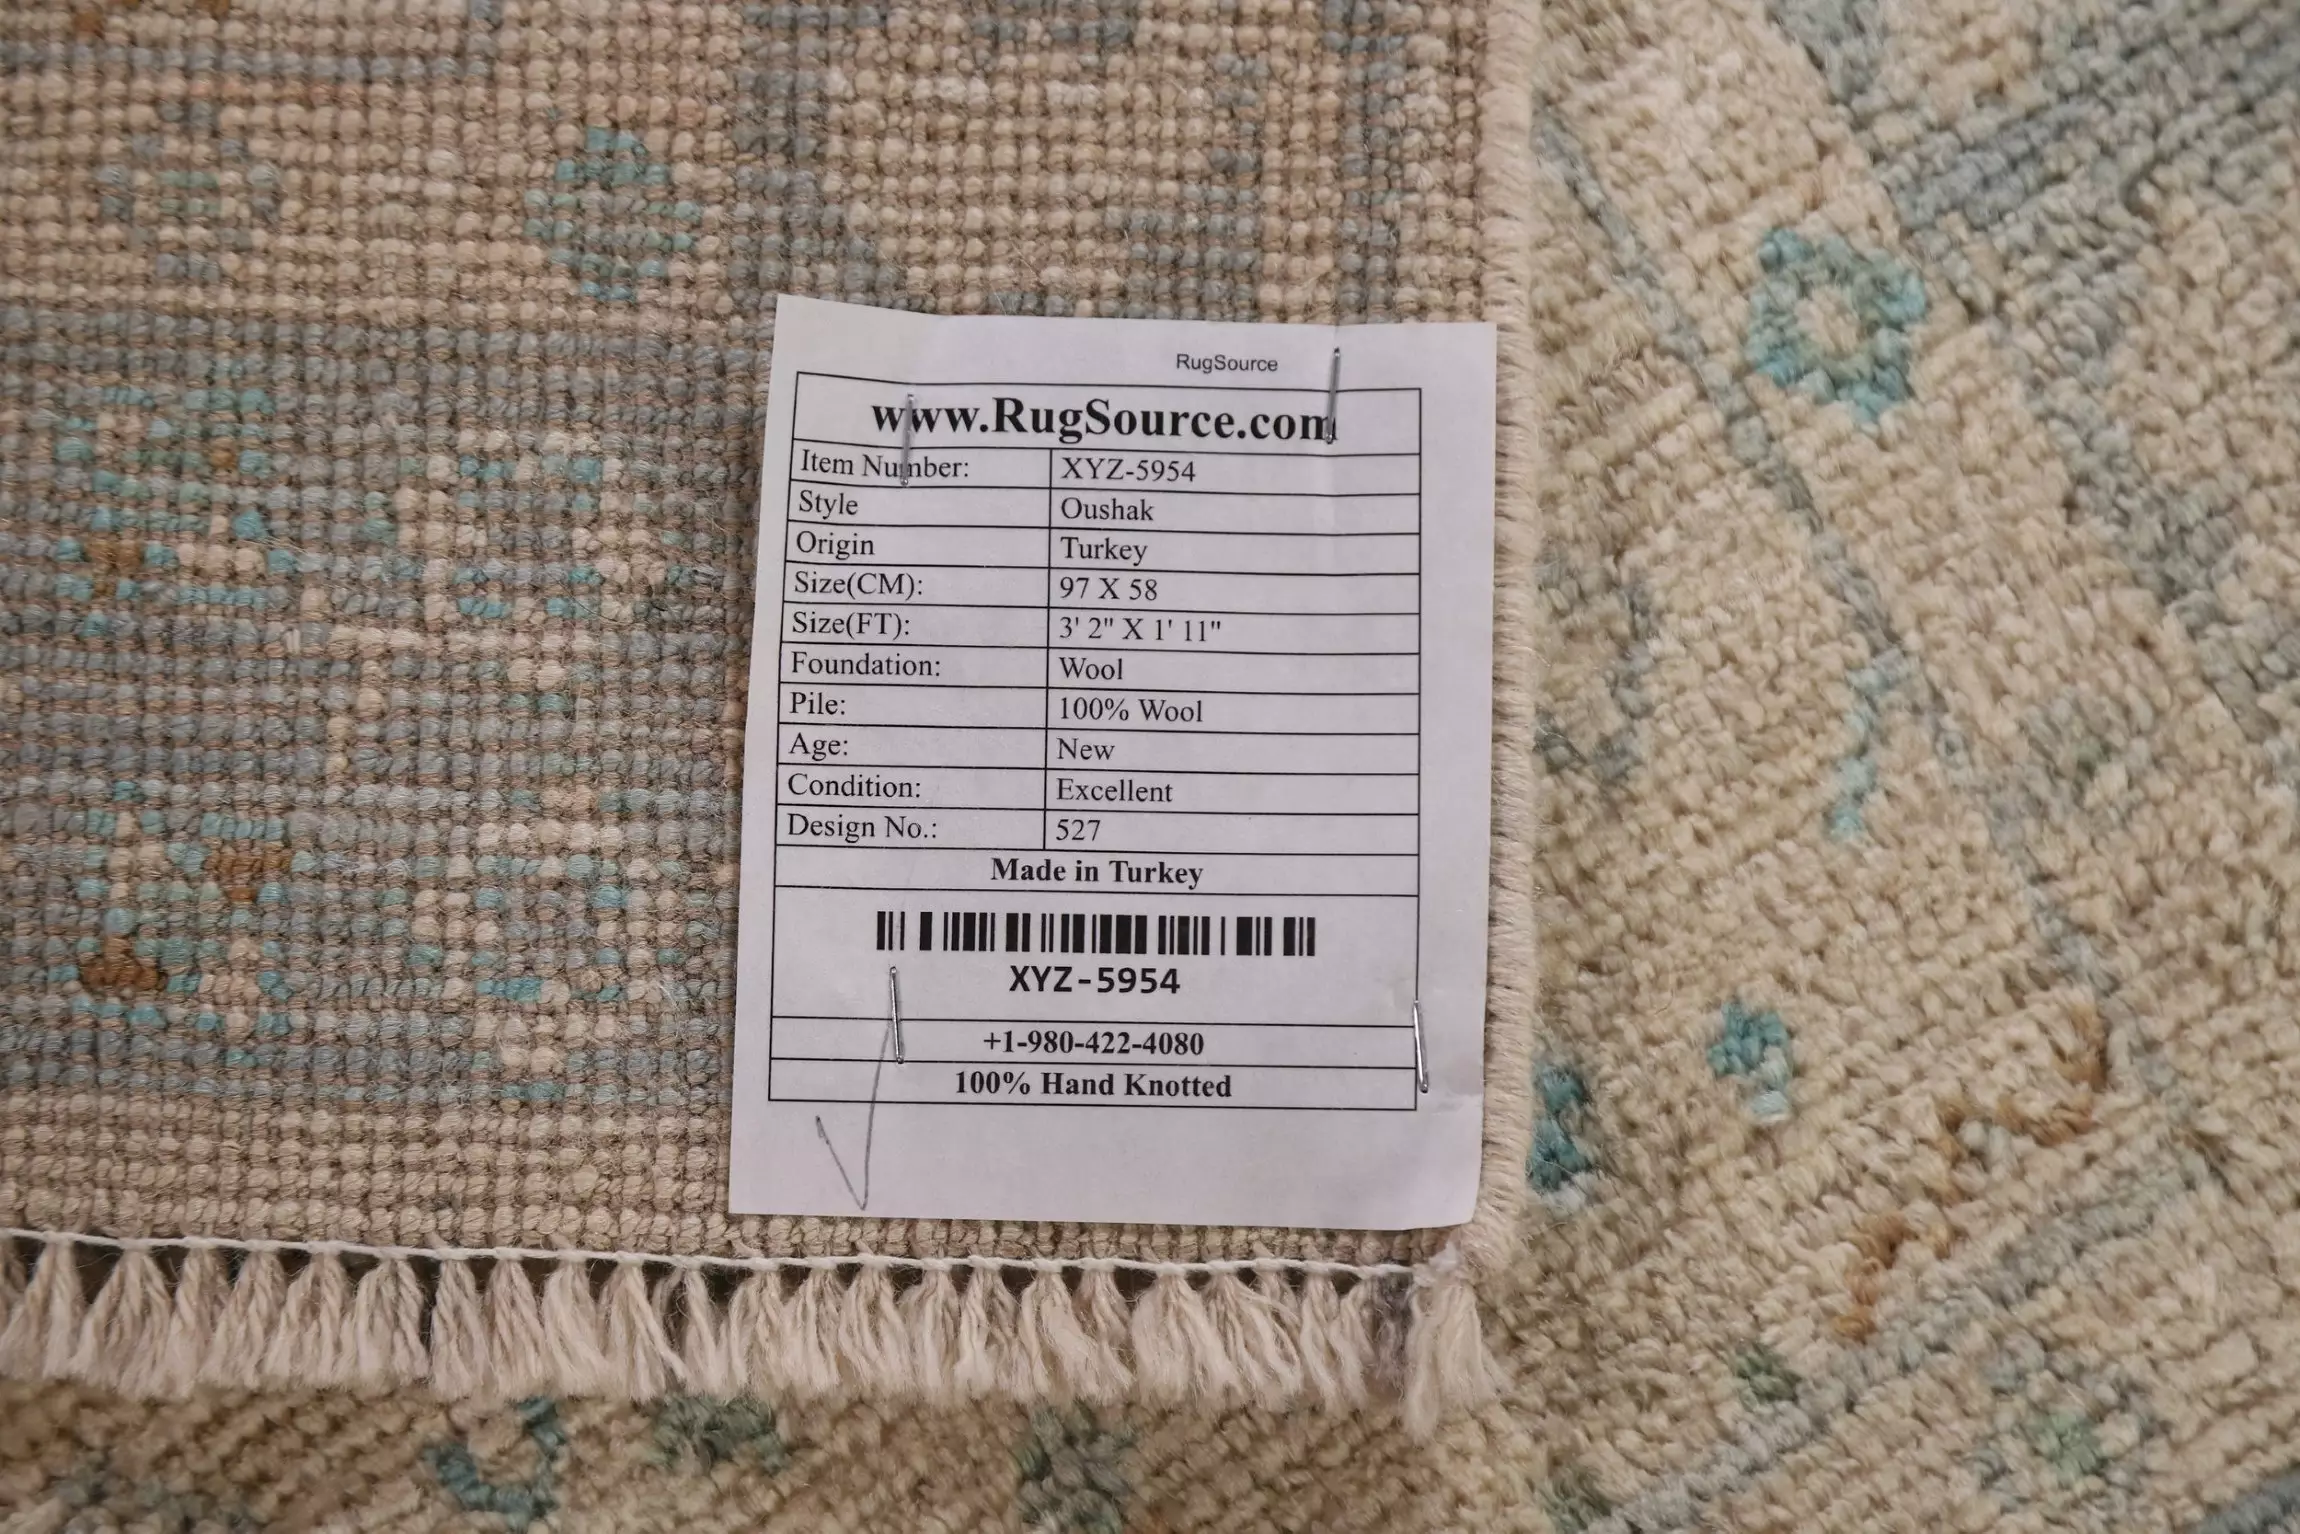 RugSource
www.RugSource.com
Item Number: XYZ-5954
Style Oushak
Origin Turkey
Size(CM): 97 X 58
Size(FT): 3' 2" X 1' 11"
Foundation: Wool
Pile: 100% Wool
Age: New
Condition: Excellent
Design No.: 527
Made in Turkey
XYZ-5954
+1-980-422-4080
100% Hand Knotted